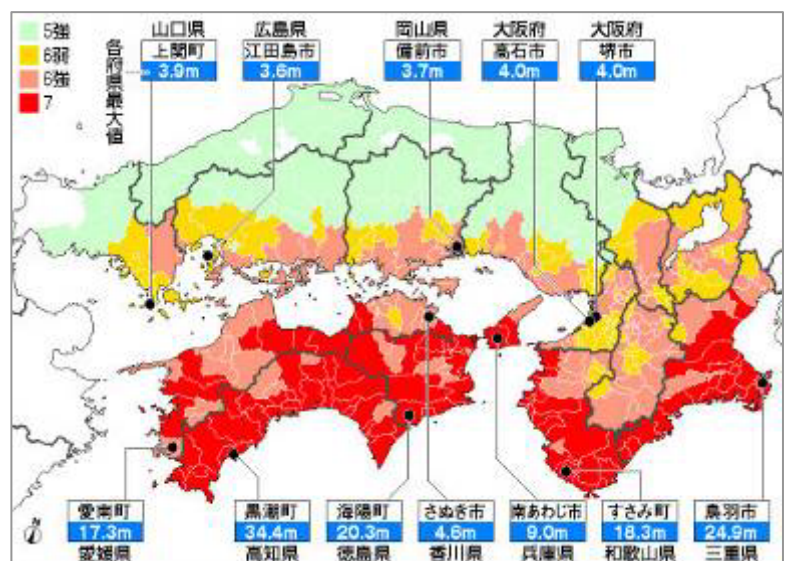 5強
6弱
6強
7
各府県最大値
山口県
上関町
3.9m
広島県
江田島市
3.6m
岡山県
備前市
3.7m
大阪府
高石市
4.0m
大阪府
堺市
4.0m
N
愛南町
17.3m
愛媛県
黒潮町
34.4m
高知県
海陽町
20.3m
徳島県
さぬき市
4.6m
香川県
南あわじ市
9.0m
兵庫県
すさみ町
18.3m
和歌山県
鳥羽市
24.9m
三重県